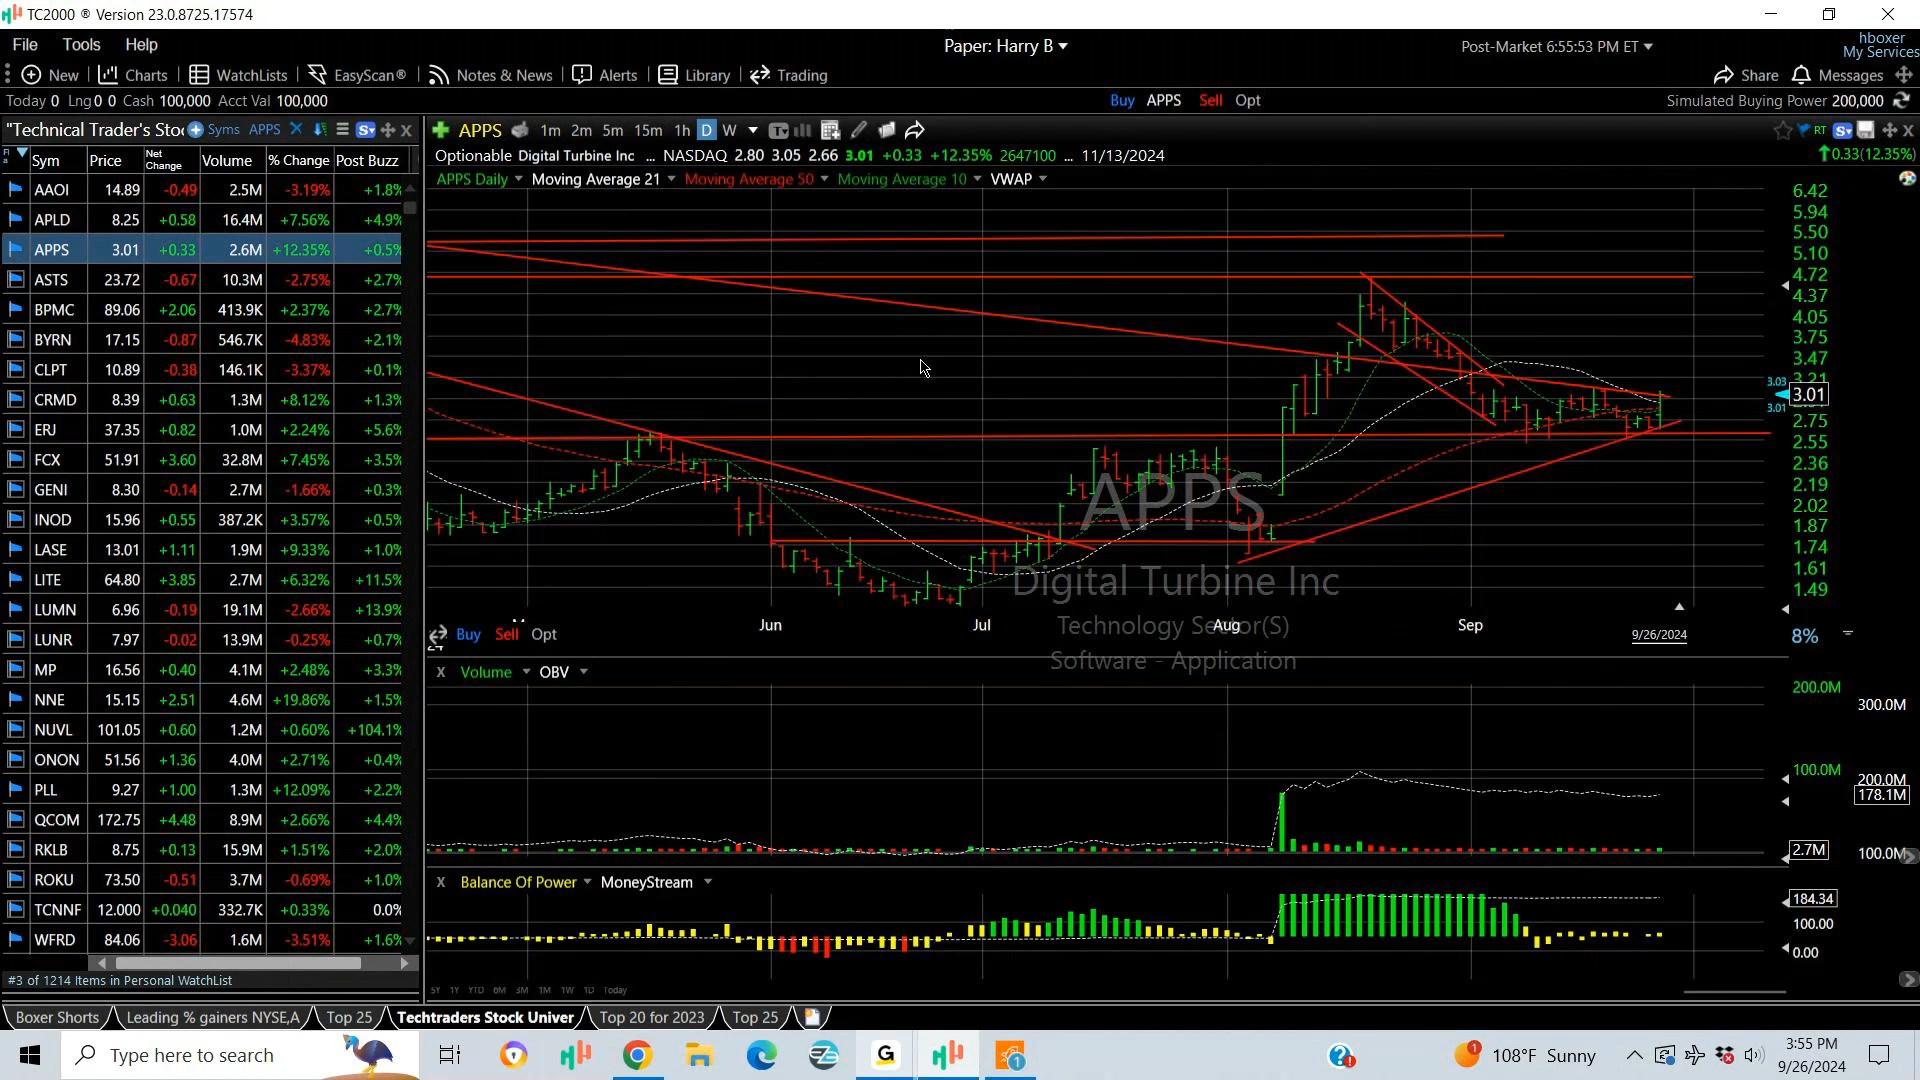 TC2000 ® Version 23.0.8725.17574
File Tools Help
Paper: Harry B
Post-Market 6:55:53 PM ET
hboxer
My Services
New Charts WatchLists EasyScan® Notes & News Alerts Library Trading
Share Messages
Today 0 Lng 0 0 Cash 100,000 Acct Val 100,000
Buy APPS Sell Opt
Simulated Buying Power 200,000
"Technical Trader's Sto Syms APPS
APPS 1m 2m 5m 15m 1h D W
RT
Optionable Digital Turbine Inc ... NASDAQ 2.80 3.05 2.66 3.01 +0.33 +12.35% 2647100 ... 11/13/2024
0.33(12.35%)
APPS Daily Moving Average 21 Moving Average 50 Moving Average 10 VWAP
Sym Price Net Change Volume % Change Post Buzz
AAOI 14.89 -0.49 2.5M -3.19% +1.8%
APLD 8.25 +0.58 16.4M +7.56% +4.9%
APPS 3.01 +0.33 2.6M +12.35% +0.5%
ASTS 23.72 -0.67 10.3M -2.75% +2.7%
BPMC 89.06 +2.06 413.9K +2.37% +2.7%
BYRN 17.15 -0.87 546.7K -4.83% +2.1%
CLPT 10.89 -0.38 146.1K -3.37% +0.1%
CRMD 8.39 +0.63 1.3M +8.12% +1.3%
ERJ 37.35 +0.82 1.0M +2.24% +5.6%
FCX 51.91 +3.60 32.8M +7.45% +3.5%
GENI 8.30 -0.14 2.7M -1.66% +0.3%
INOD 15.96 +0.55 387.2K +3.57% +0.5%
LASE 13.01 +1.11 1.9M +9.33% +1.0%
LITE 64.80 +3.85 2.7M +6.32% +11.5%
LUMN 6.96 -0.19 19.1M -2.66% +13.9%
LUNR 7.97 -0.02 13.9M -0.25% +0.7%
MP 16.56 +0.40 4.1M +2.48% +3.3%
NNE 15.15 +2.51 4.6M +19.86% +1.5%
NUVL 101.05 +0.60 1.2M +0.60% +104.1%
ONON 51.56 +1.36 4.0M +2.71% +0.4%
PLL 9.27 +1.00 1.3M +12.09% +2.2%
QCOM 172.75 +4.48 8.9M +2.66% +4.4%
RKLB 8.75 +0.13 15.9M +1.51% +2.0%
ROKU 73.50 -0.51 3.7M -0.69% +1.0%
TCNNF 12.000 +0.040 332.7K +0.33% 0.0%
WFRD 84.06 -3.06 1.6M -3.51% +1.6%
#3 of 1214 Items in Personal WatchList
6.42
5.94
5.50
5.10
4.72
4.37
4.05
3.75
3.47
3.21
3.03
3.01
3.01
2.75
2.55
2.36
2.19
2.02
1.87
1.74
1.61
1.49
APPS
Digital Turbine Inc
Technology Sector(S)
Software - Application
Jun Jul Aug Sep
9/26/2024
8%
Buy Sell Opt
X Volume OBV
200.0M
300.0M
100.0M
200.0M
178.1M
2.7M
100.0M
X Balance Of Power MoneyStream
184.34
100.00
0.00
5Y 1Y YTD 6M 3M 1M 1W 1D Today
Boxer Shorts Leading % gainers NYSE,A Top 25 Techtraders Stock Univer Top 20 for 2023 Top 25
Type here to search
108°F Sunny
3:55 PM
9/26/2024